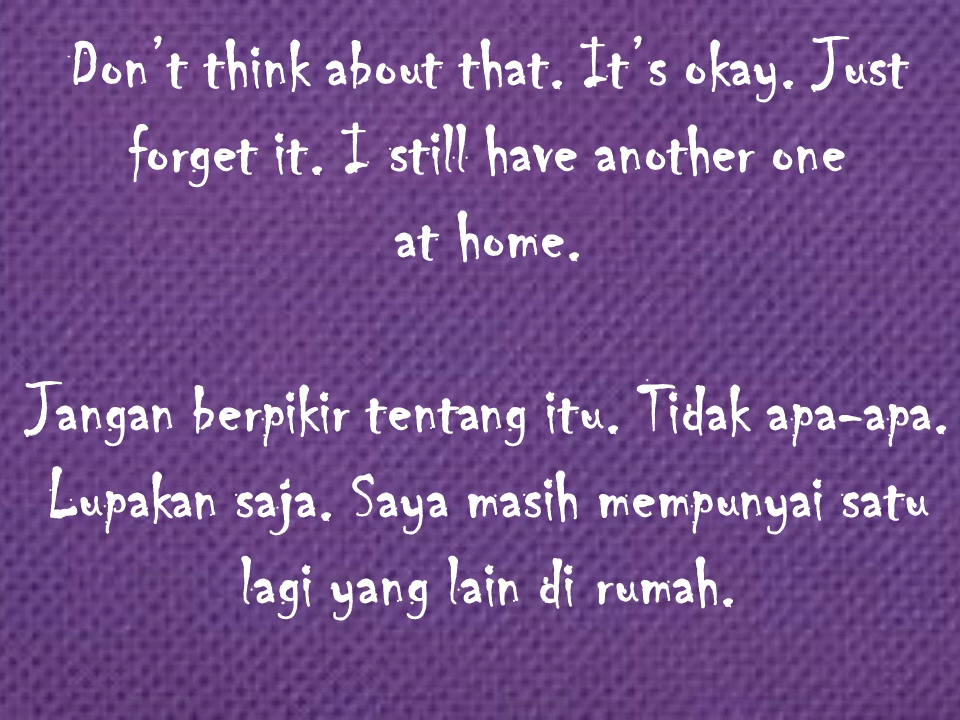 Don’t think about that. It’s okay. Just
forget it. I still have another one
at home.
Jangan berpikir tentang itu. Tidak apa-apa.
Lupakan saja. Saya masih mempunyai satu
lagi yang lain di rumah.